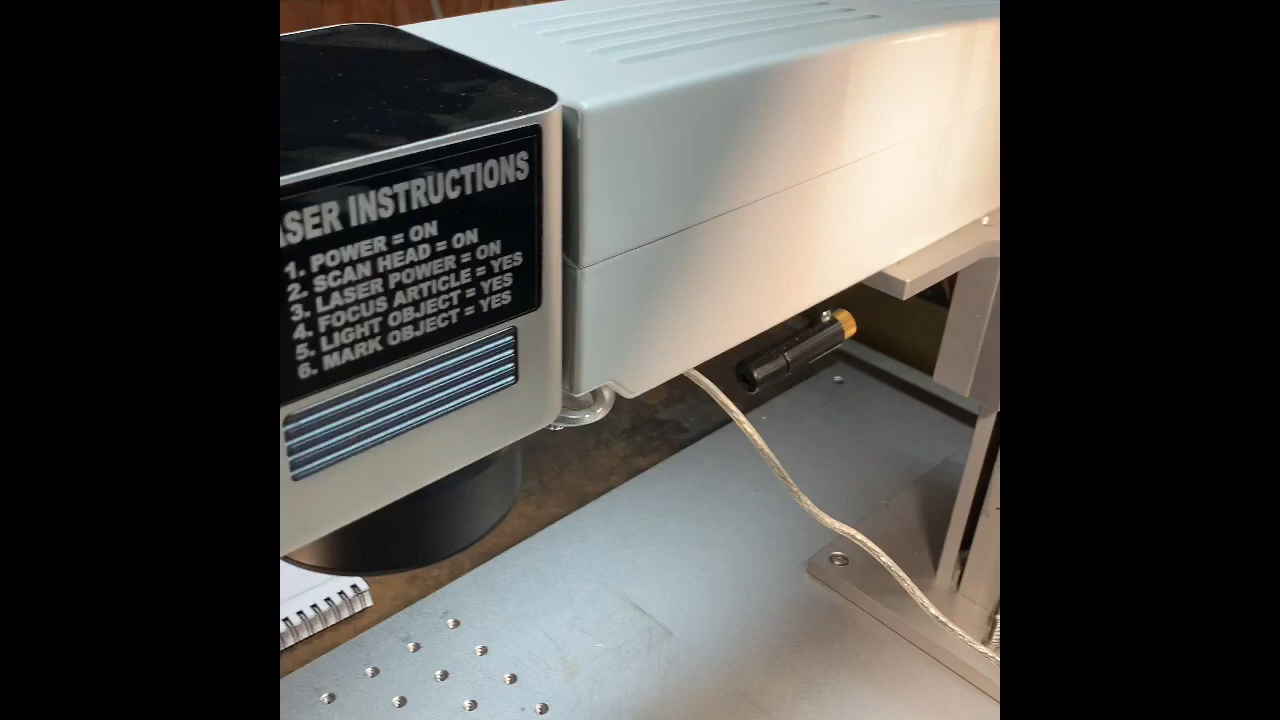 ASER INSTRUCTIONS
1. POWER = ON
2. SCAN HEAD = ON
3. LASER POWER = ON
4. FOCUS ARTICLE = YES
5. LIGHT OBJECT = YES
6. MARK OBJECT = YES